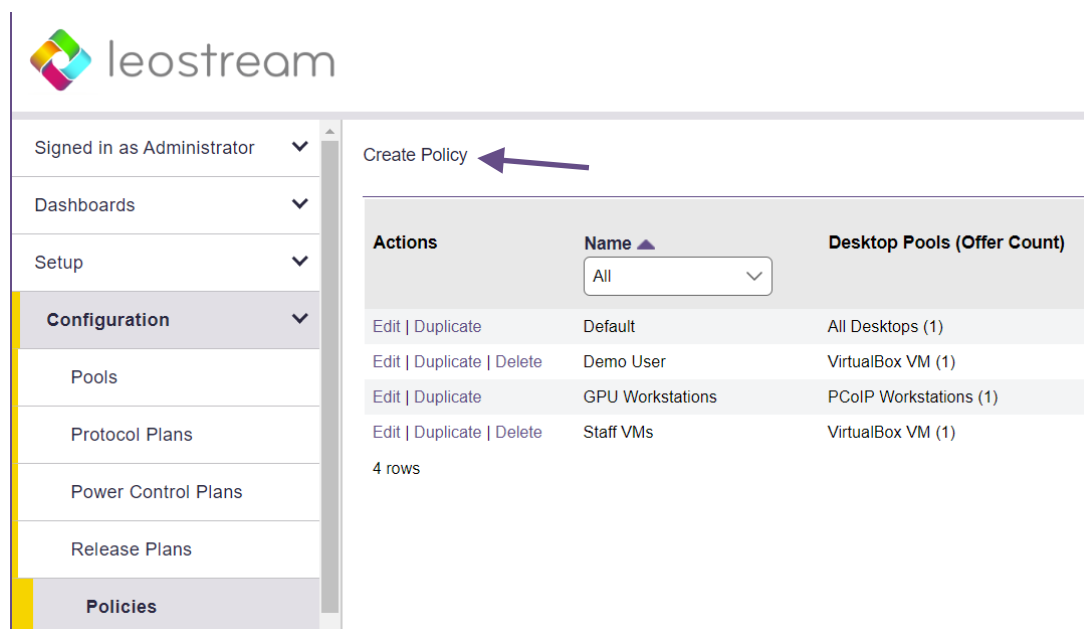 leostream
Signed in as Administrator
Dashboards
Setup
Configuration
Pools
Protocol Plans
Power Control Plans
Release Plans
Policies
Create Policy
Actions Name Desktop Pools (Offer Count)
All
Edit | Duplicate Default All Desktops (1)
Edit | Duplicate | Delete Demo User VirtualBox VM (1)
Edit | Duplicate GPU Workstations PCoIP Workstations (1)
Edit | Duplicate | Delete Staff VMs VirtualBox VM (1)
4 rows